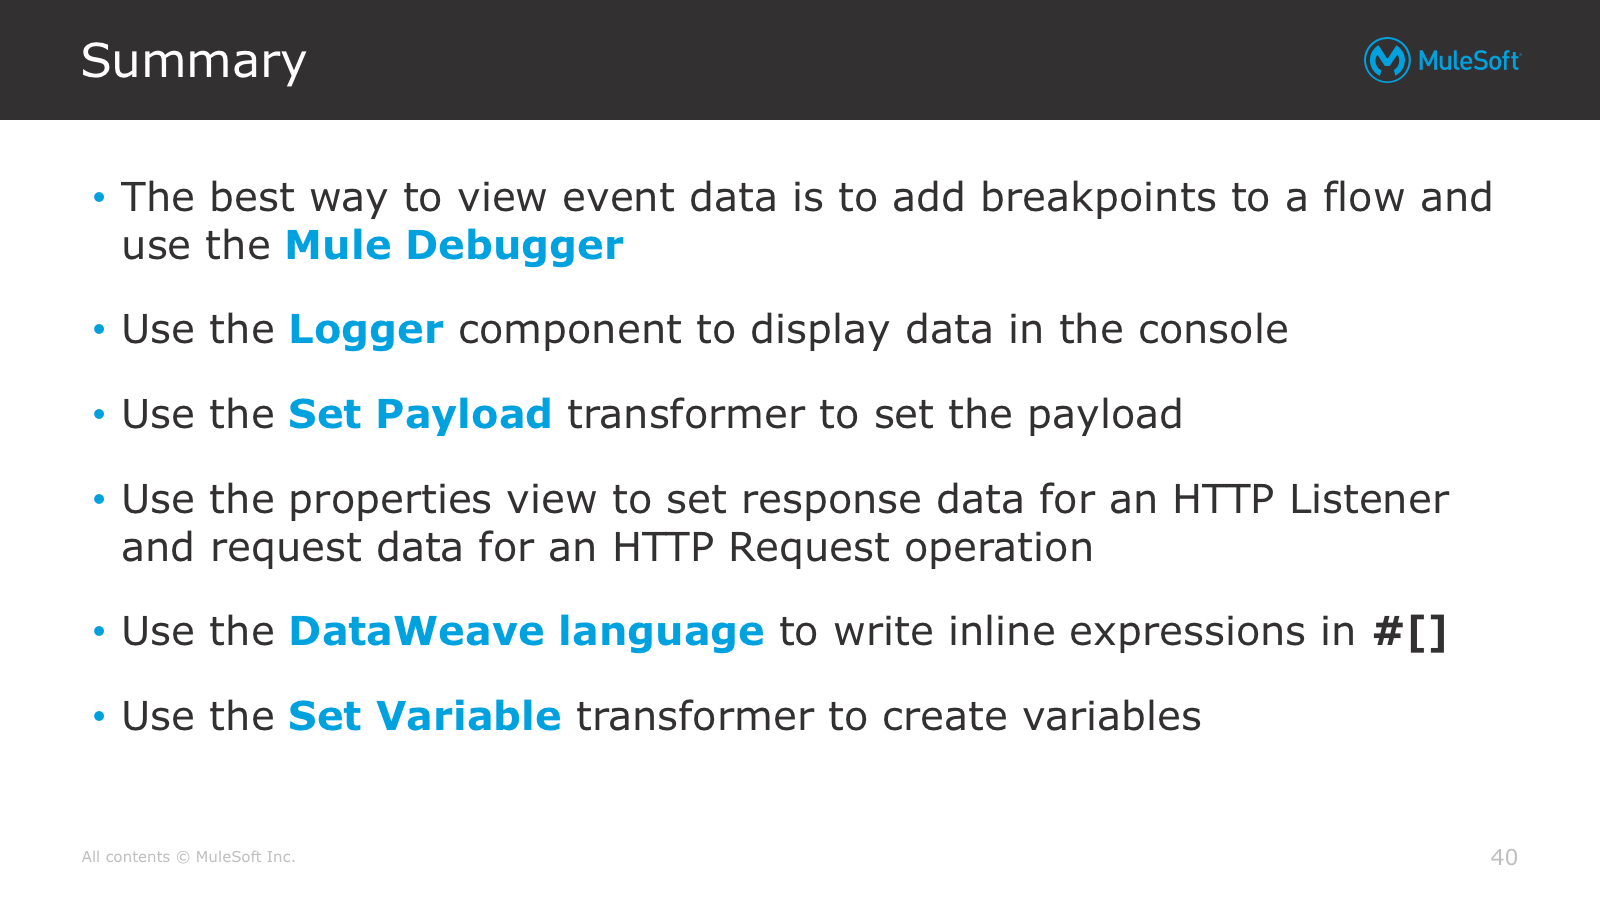 Summary
MuleSoft
• The best way to view event data is to add breakpoints to a flow and
use the Mule Debugger
• Use the Logger component to display data in the console
• Use the Set Payload transformer to set the payload
• Use the properties view to set response data for an HTTP Listener
and request data for an HTTP Request operation
• Use the DataWeave language to write inline expressions in #[]
• Use the Set Variable transformer to create variables
All contents © MuleSoft Inc.
40